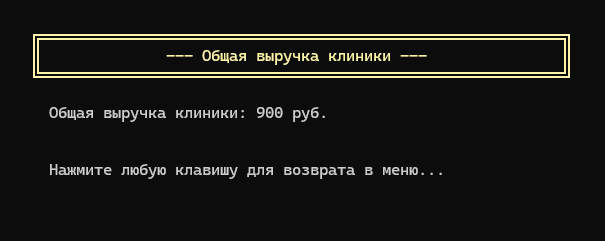 --- Общая выручка клиники ---
Общая выручка клиники: 900 руб.
Нажмите любую клавишу для возврата в меню...